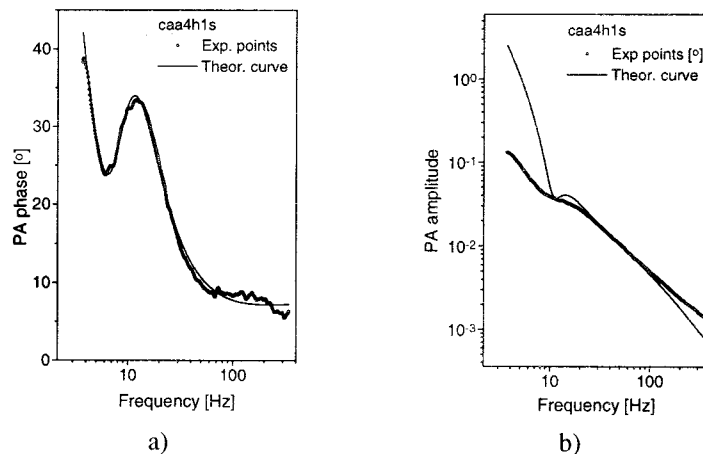 caa4h1s
Exp. points
Theor. curve
PA phase [°]
40
30
20
10
0
10
100
Frequency [Hz]
a)
caa4h1s
Exp points [°]
Theor. curve
PA amplitude
10⁰
10⁻¹
10⁻²
10⁻³
10
100
Frequency [Hz]
b)